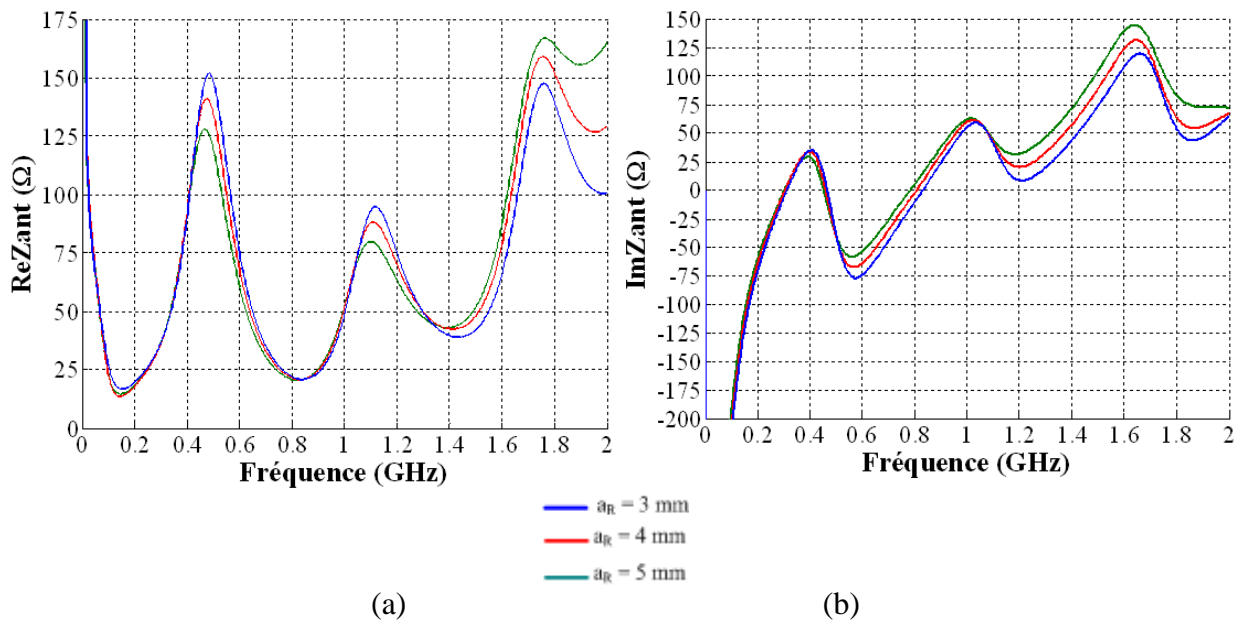 175
150
125
100
75
50
25
0
ReZant (Ω)
0 0.2 0.4 0.6 0.8 1 1.2 1.4 1.6 1.8 2
Fréquence (GHz)
150
125
100
75
50
25
0
-25
-50
-75
-100
-125
-150
-175
-200
ImZant (Ω)
0 0.2 0.4 0.6 0.8 1 1.2 1.4 1.6 1.8 2
Fréquence (GHz)
aR = 3 mm
aR = 4 mm
aR = 5 mm
(a)
(b)